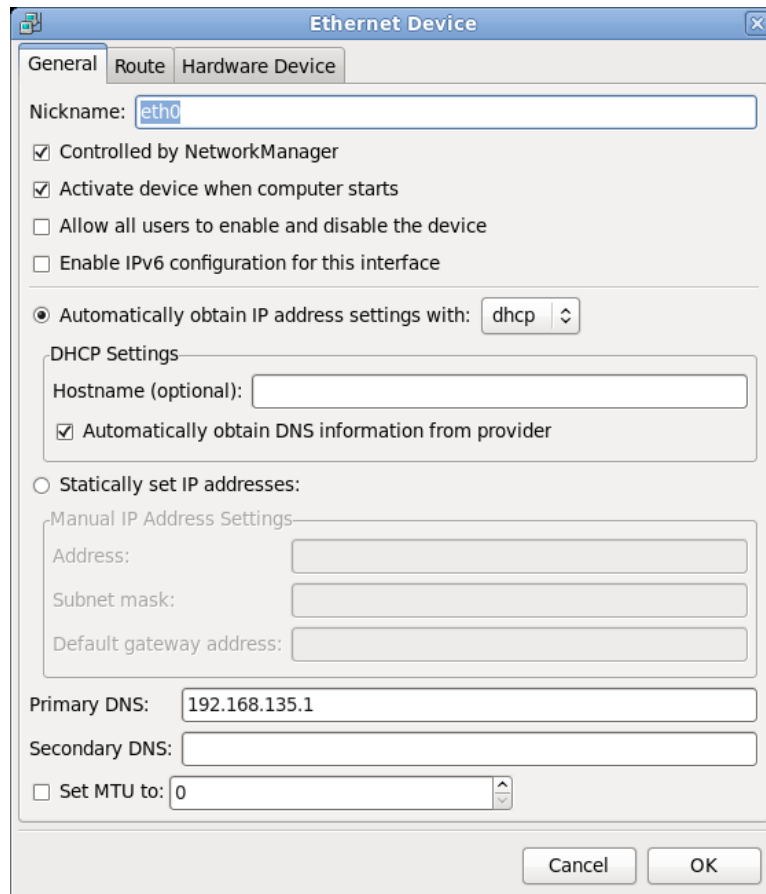 Ethernet Device
General Route Hardware Device
Nickname: eth0
Controlled by NetworkManager
Activate device when computer starts
Allow all users to enable and disable the device
Enable IPv6 configuration for this interface
Automatically obtain IP address settings with: dhcp
DHCP Settings
Hostname (optional):
Automatically obtain DNS information from provider
Statically set IP addresses:
Manual IP Address Settings
Address:
Subnet mask:
Default gateway address:
Primary DNS: 192.168.135.1
Secondary DNS:
Set MTU to: 0
Cancel OK